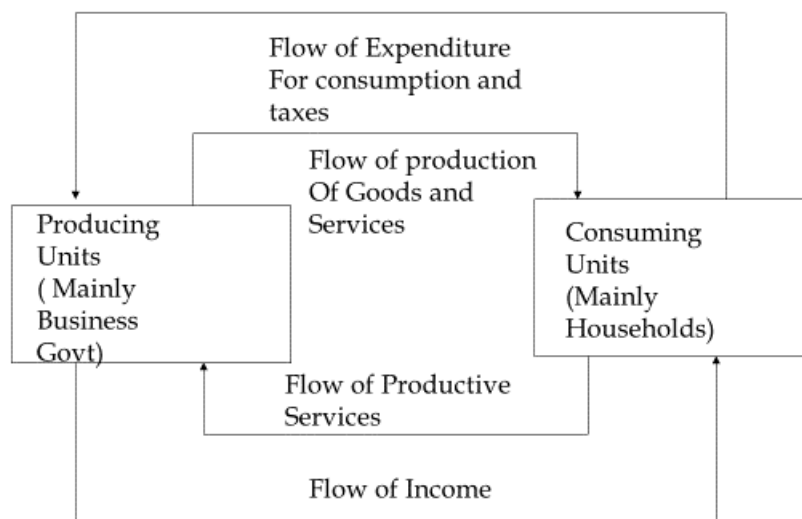 Flow of Expenditure
For consumption and
taxes
Flow of production
Of Goods and
Services
Producing
Units
( Mainly
Business
Govt)
Consuming
Units
(Mainly
Households)
Flow of Productive
Services
Flow of Income